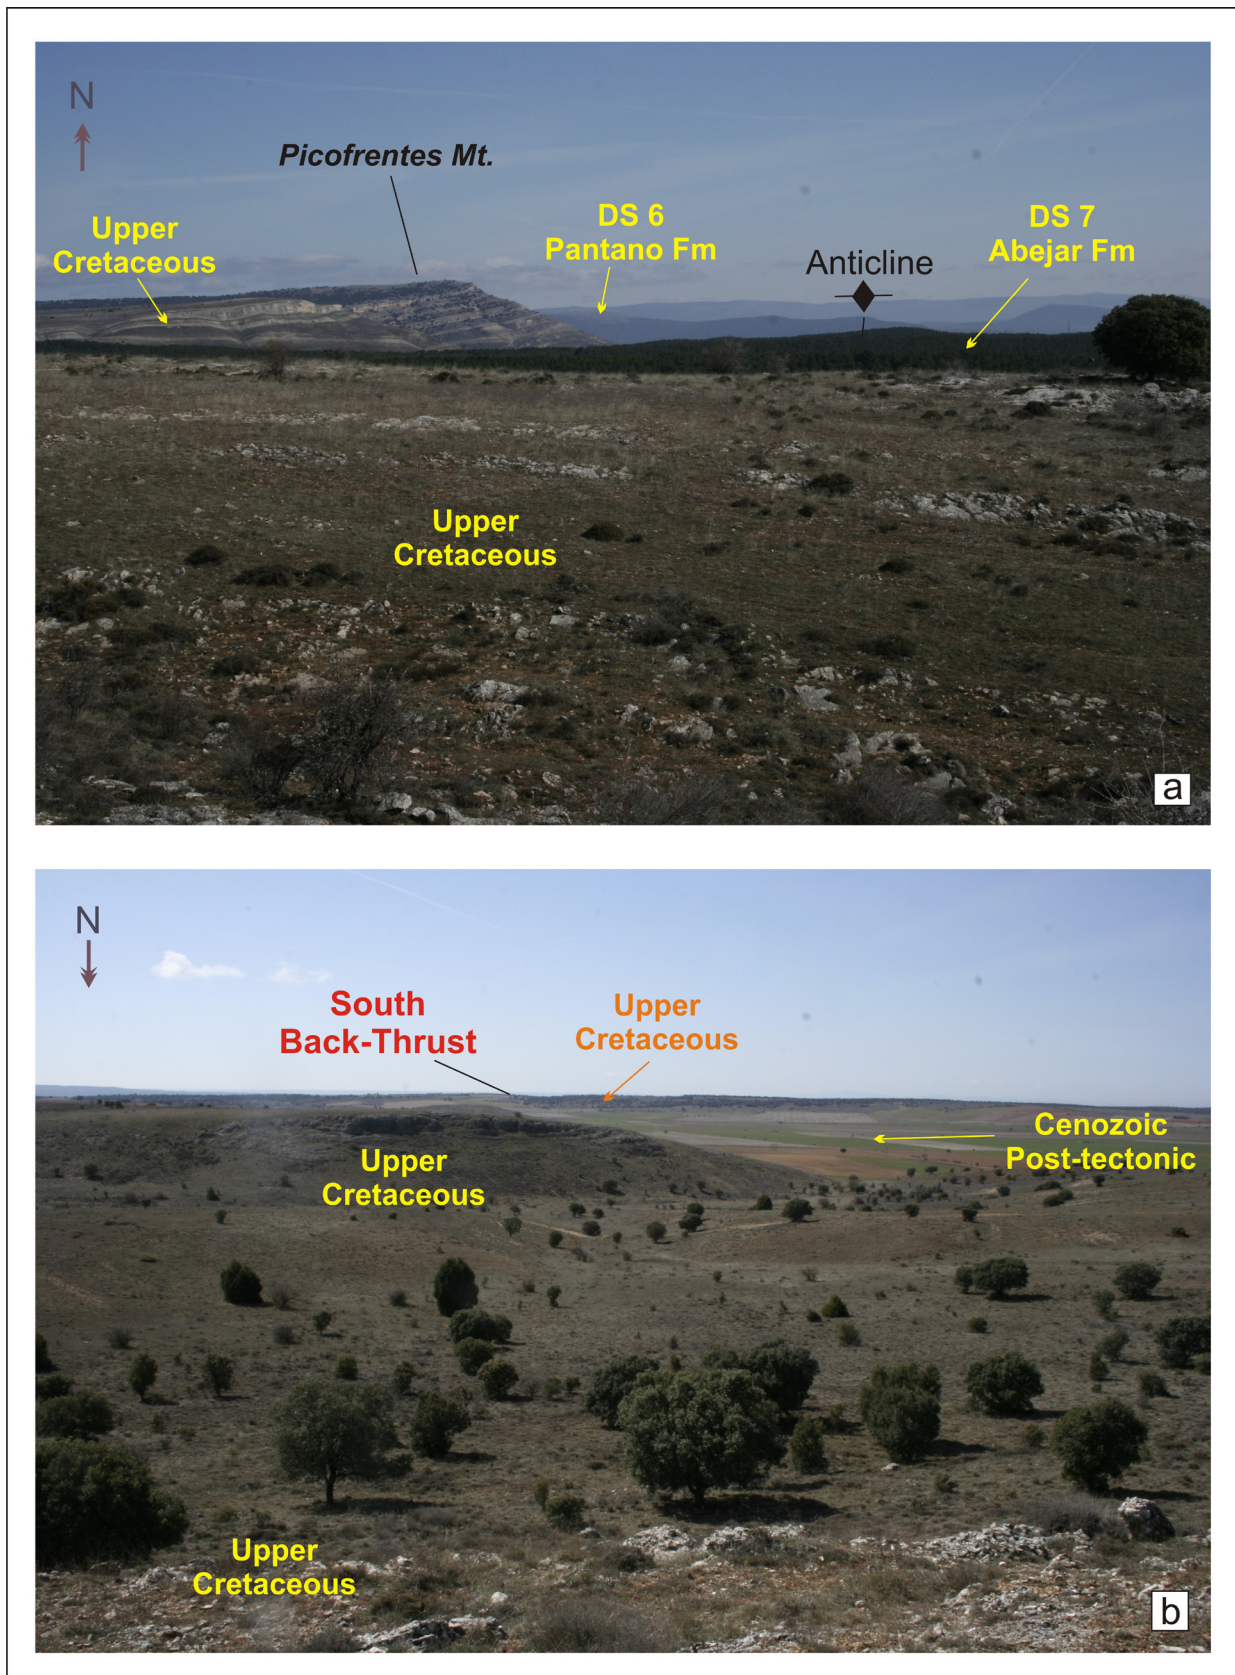 N
Picofrentes Mt.
Upper
Cretaceous
DS 6
Pantano Fm
Anticline
DS 7
Abejar Fm
Upper
Cretaceous
a
N
South
Back-Thrust
Upper
Cretaceous
Cenozoic
Post-tectonic
Upper
Cretaceous
Upper
Cretaceous
b